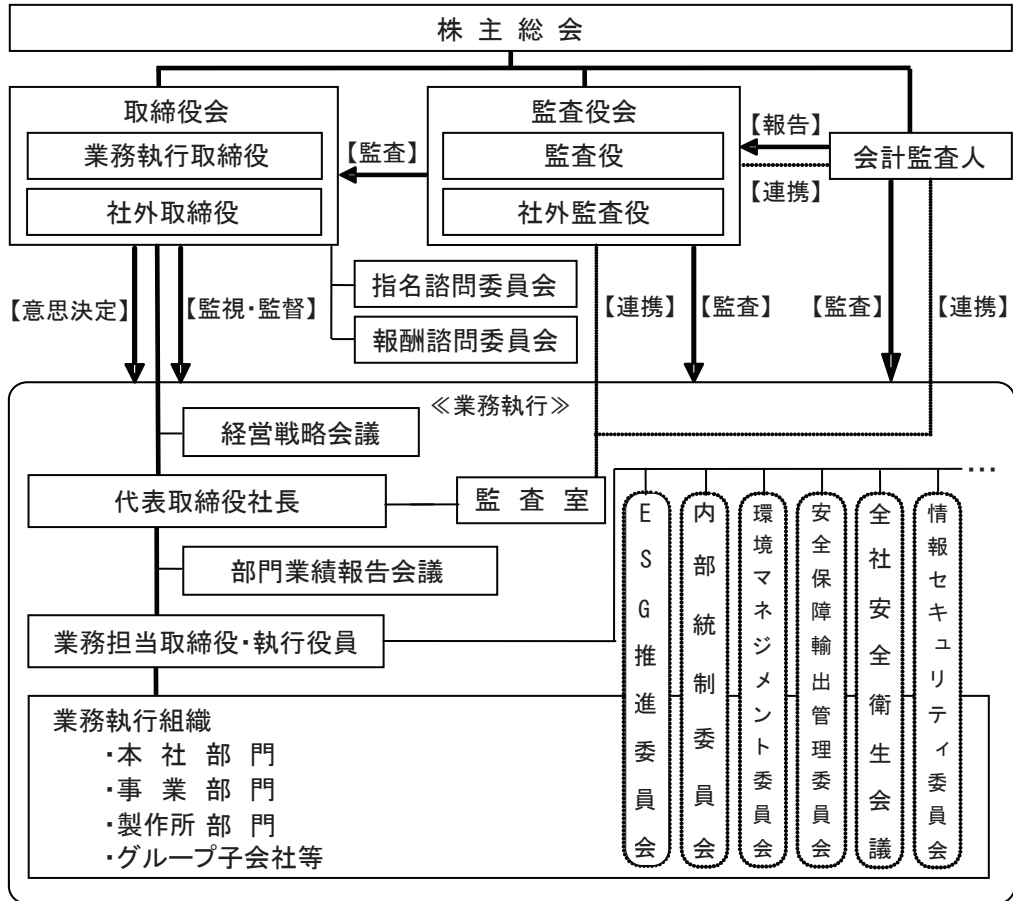 株主総会
取締役会
業務執行取締役
社外取締役
【監査】
監査役会
監査役
社外監査役
【報告】
【連携】
会計監査人
指名諮問委員会
報酬諮問委員会
【意思決定】
【監視・監督】
【連携】
【監査】
【監査】
【連携】
≪業務執行≫
経営戦略会議
代表取締役社長
監査室
部門業績報告会議
業務担当取締役・執行役員
…
ESG推進委員会
内部統制委員会
環境マネジメント委員会
安全保障輸出管理委員会
全社安全衛生会議
情報セキュリティ委員会
業務執行組織
・本社部門
・事業部門
・製作所部門
・グループ子会社等